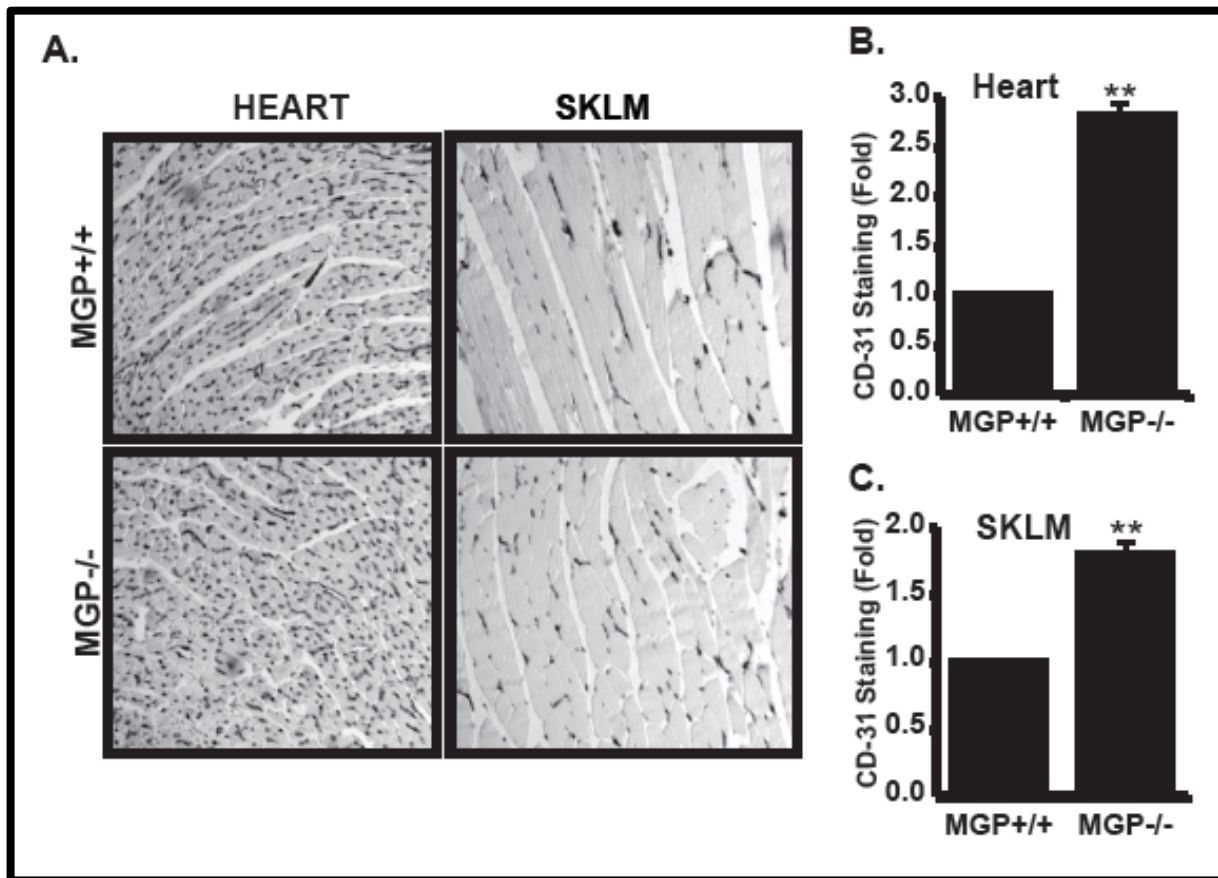 A.
HEART SKLM
MGP+/+
MGP-/-
B.
Heart
**
CD-31 Staining (Fold)
3.0
2.5
2.0
1.5
1.0
0.5
0.0
MGP+/+ MGP-/-
C.
SKLM
**
CD-31 Staining (Fold)
2.0
1.5
1.0
0.5
0.0
MGP+/+ MGP-/-